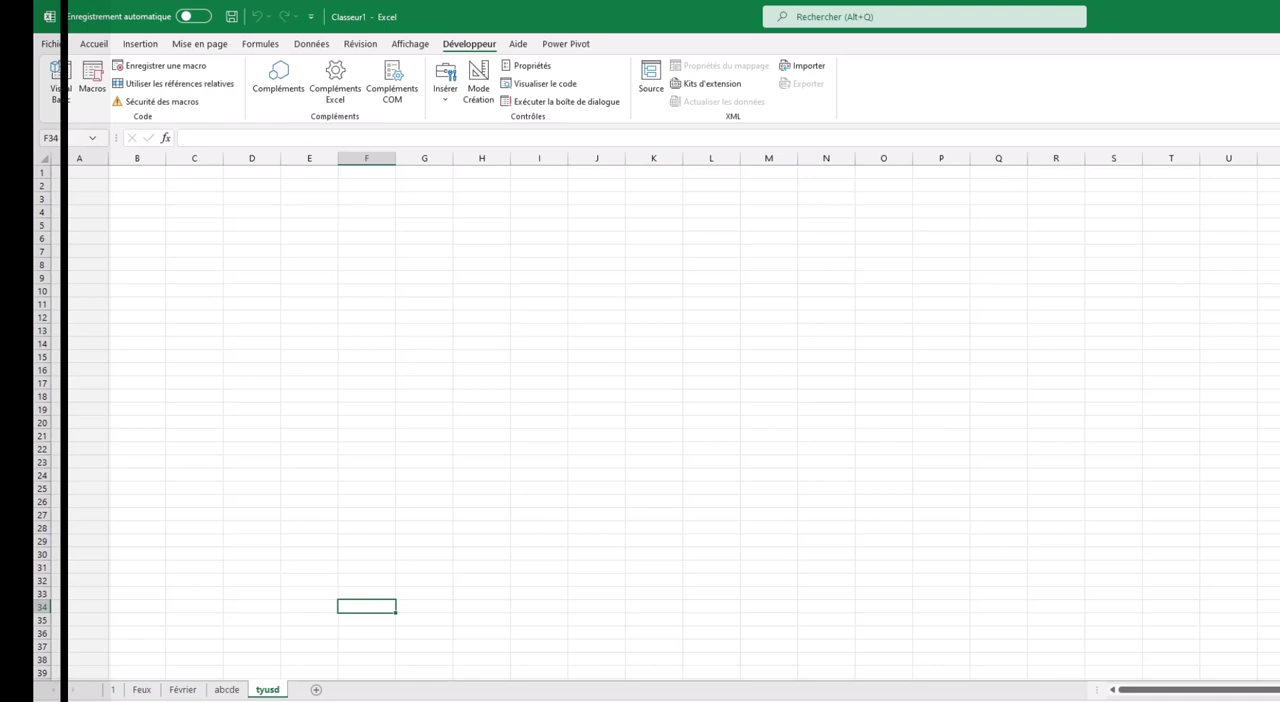 Enregistrement automatique
Classeur1 - Excel
Rechercher (Alt+Q)
Accueil Insertion Mise en page Formules Données Révision Affichage Développeur Aide Power Pivot
Macros
Enregistrer une macro
Utiliser les références relatives
Sécurité des macros
Code
Compléments
Compléments Excel
Compléments COM
Compléments
Insérer
Mode Création
Propriétés
Visualiser le code
Exécuter la boîte de dialogue
Contrôles
Source
Propriétés du mappage
Kits d'extension
Actualiser les données
Importer
Exporter
XML
F34
fx
A B C D E F G H I J K L M N O P Q R S T U
1
2
3
4
5
6
7
8
9
10
11
12
13
14
15
16
17
18
19
20
21
22
23
24
25
26
27
28
29
30
31
32
33
34
35
36
37
38
39
1 Feux Février abcde tyusd